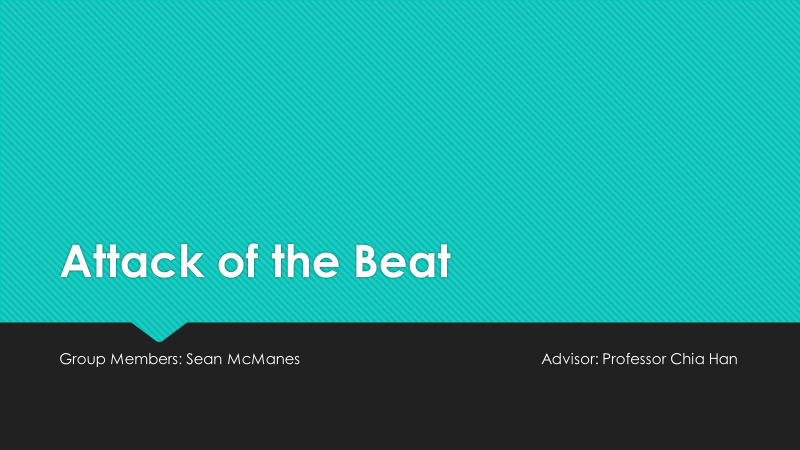 Attack of the Beat
Group Members: Sean McManes
Advisor: Professor Chia Han